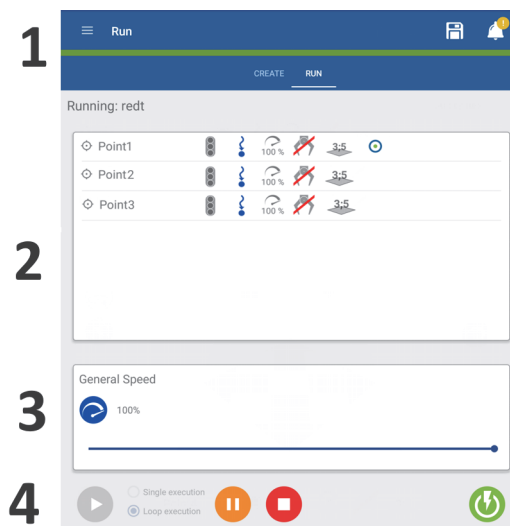 1
Run
1
CREATE RUN
Running: redt
Point1 100 % 3;5
Point2 100 % 3;5
Point3 100 % 3;5
2
General Speed
100%
3
Single execution
Loop execution
4